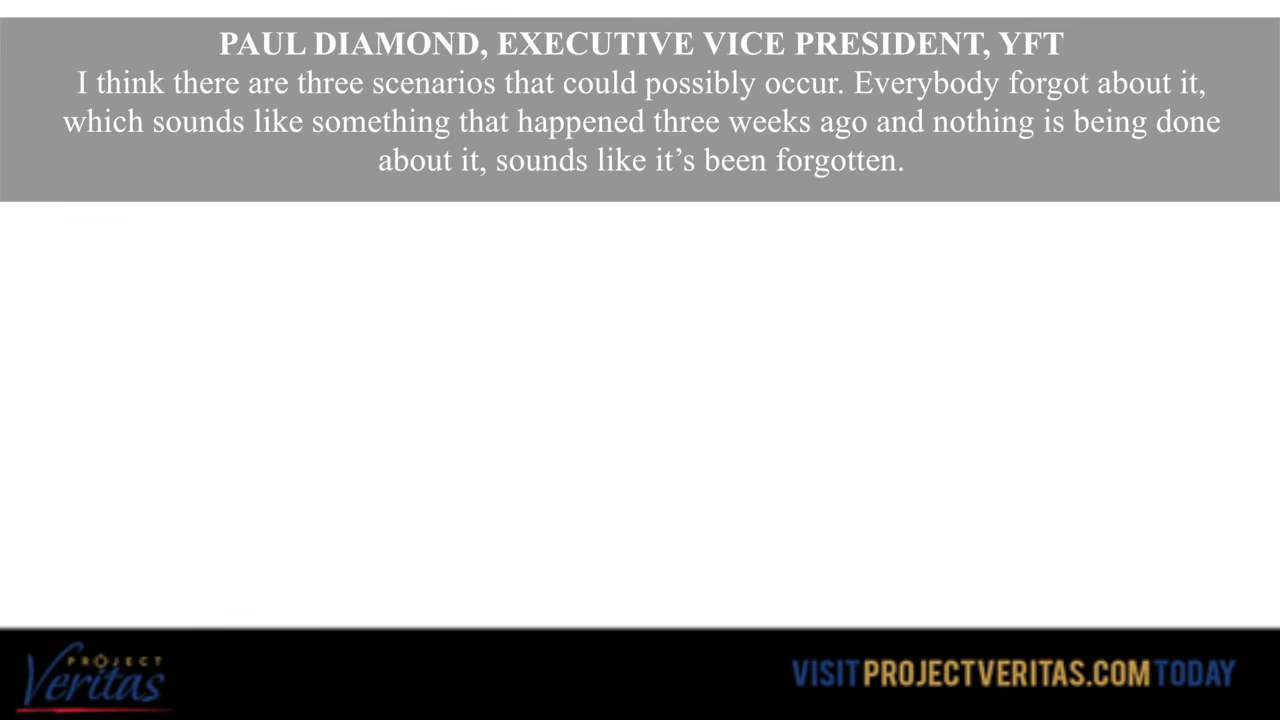 PAUL DIAMOND, EXECUTIVE VICE PRESIDENT, YFT
I think there are three scenarios that could possibly occur. Everybody forgot about it,
which sounds like something that happened three weeks ago and nothing is being done
about it, sounds like it’s been forgotten.
PROJECT
Veritas
VISIT PROJECTVERITAS.COM TODAY